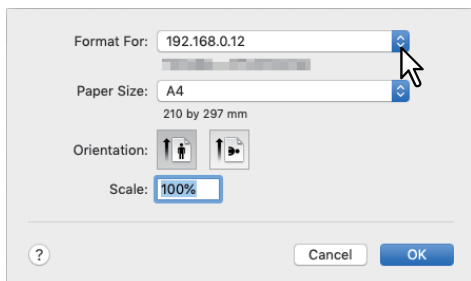 Format For: 192.168.0.12
Paper Size: A4
210 by 297 mm
Orientation:
Scale: 100%
? Cancel OK